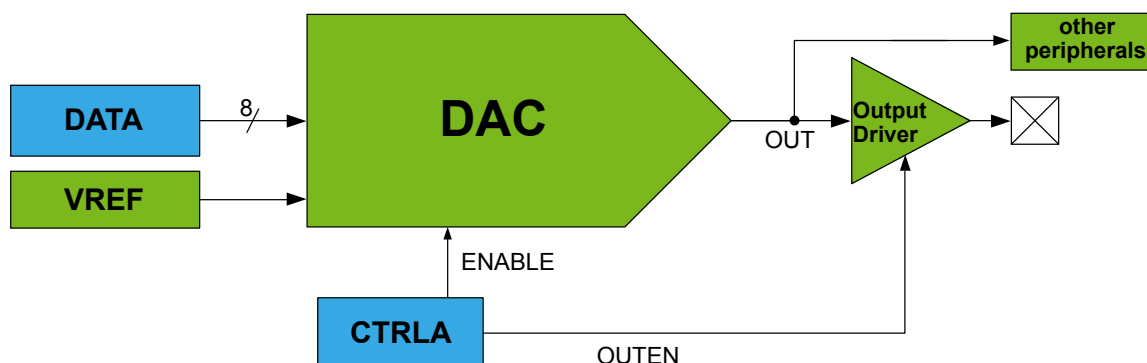 other
peripherals
DATA
8
DAC
OUT
Output
Driver
VREF
ENABLE
CTRLA
OUTEN